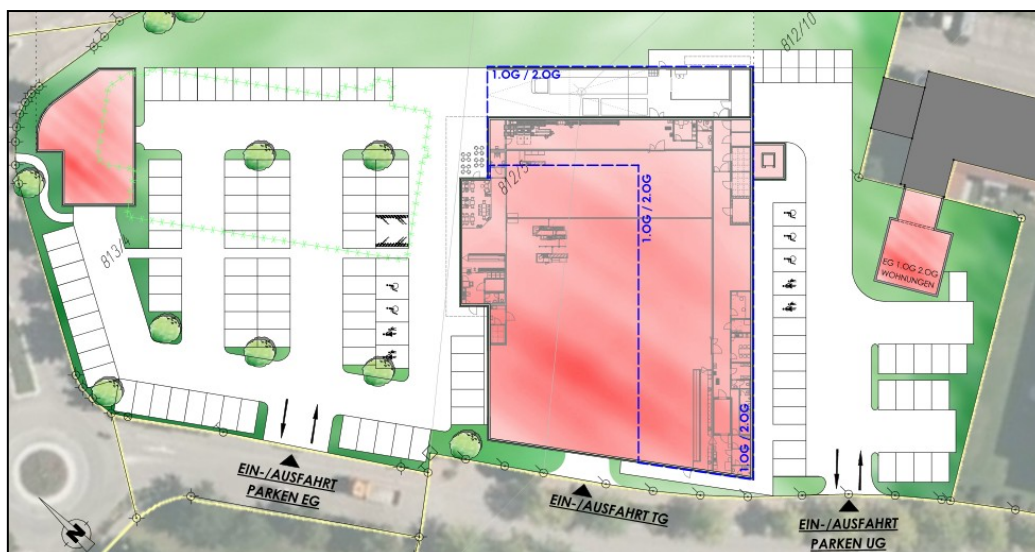 812/10
1.OG / 2.OG
812/5
1.OG / 2.OG
813/4
EG 1.OG 2.OG
WOHNUNGEN
1.OG / 2.OG
EIN-/AUSFAHRT
PARKEN EG
EIN-/AUSFAHRT TG
EIN-/AUSFAHRT
PARKEN UG
N